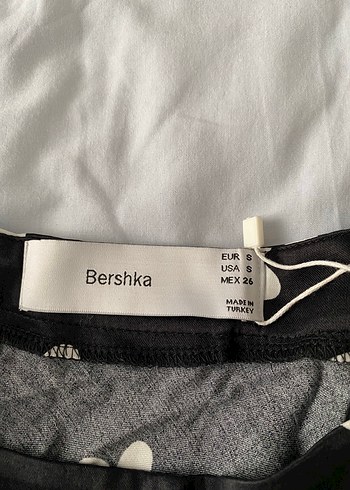 Bershka
EUR S
USA S
MEX 26
MADE IN
TURKEY